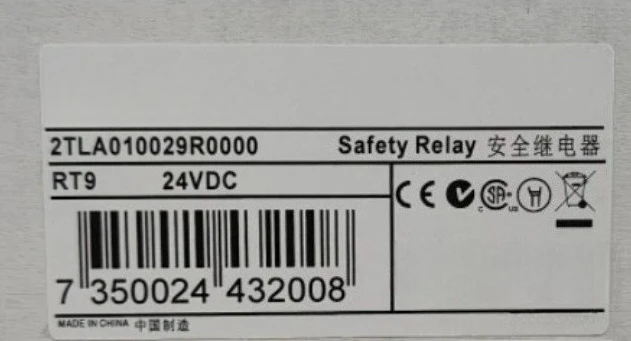 2TLA010029R0000 Safety Relay 安全继电器
RT9 24VDC
CE
7 350024 432008
MADE IN CHINA 中国制造